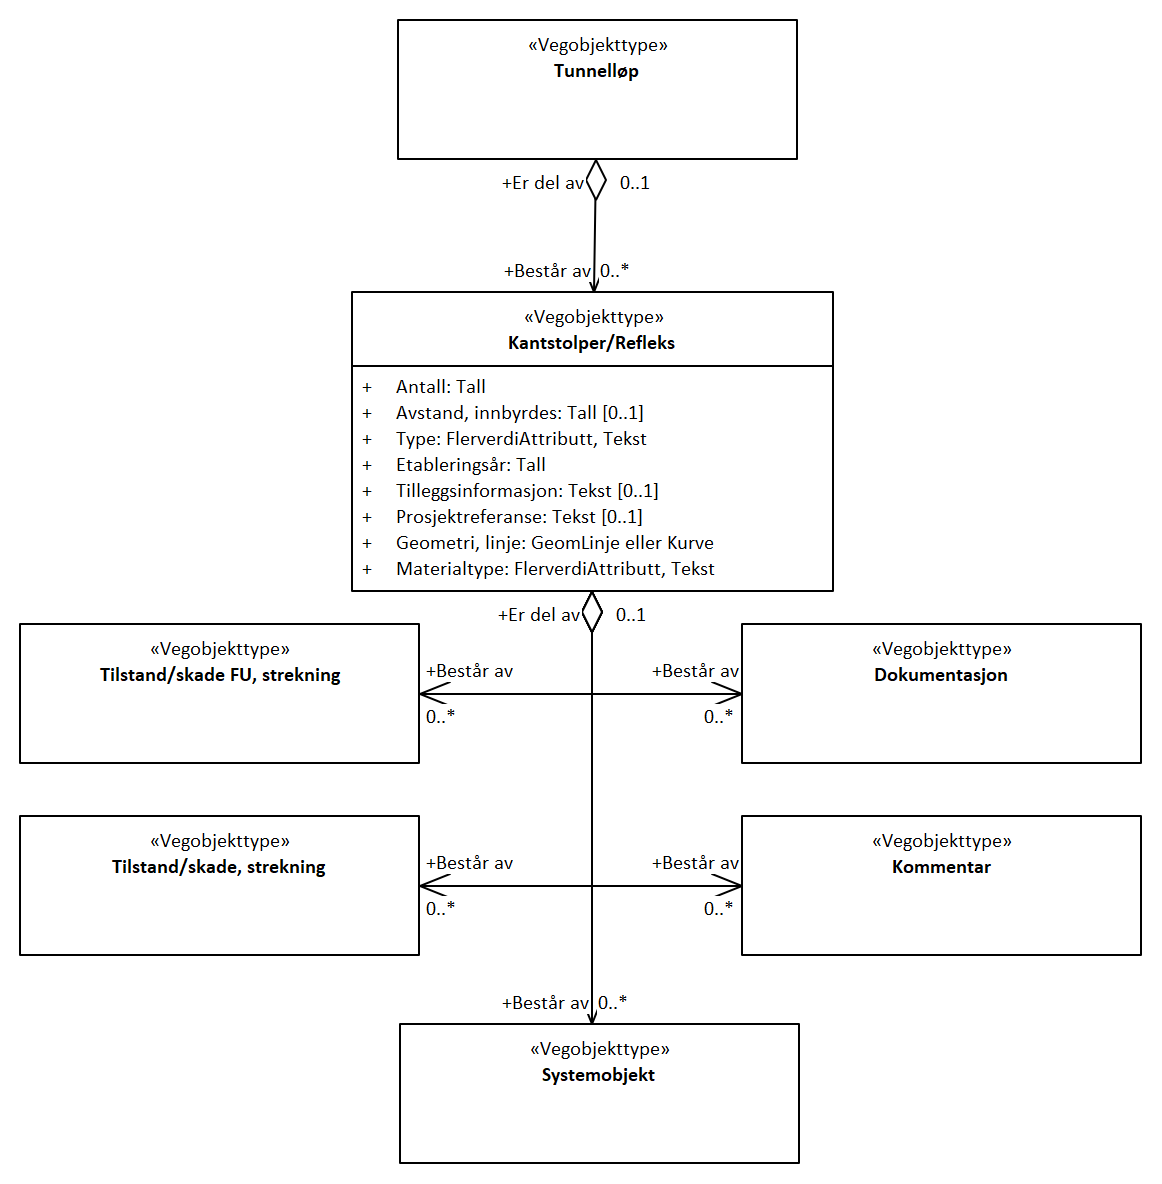 «Vegobjekttype»
Tunnelløp
+Er del av 0..1
+Består av 0..*
«Vegobjekttype»
Kantstolper/Refleks
+ Antall: Tall
+ Avstand, innbyrdes: Tall [0..1]
+ Type: FlerverdiAttributt, Tekst
+ Etableringsår: Tall
+ Tilleggsinformasjon: Tekst [0..1]
+ Prosjektreferanse: Tekst [0..1]
+ Geometri, linje: GeomLinje eller Kurve
+ Materialtype: FlerverdiAttributt, Tekst
+Er del av 0..1
«Vegobjekttype»
Tilstand/skade FU, strekning
+Består av
0..*
+Består av
0..*
«Vegobjekttype»
Dokumentasjon
«Vegobjekttype»
Tilstand/skade, strekning
+Består av
0..*
+Består av
0..*
«Vegobjekttype»
Kommentar
+Består av 0..*
«Vegobjekttype»
Systemobjekt